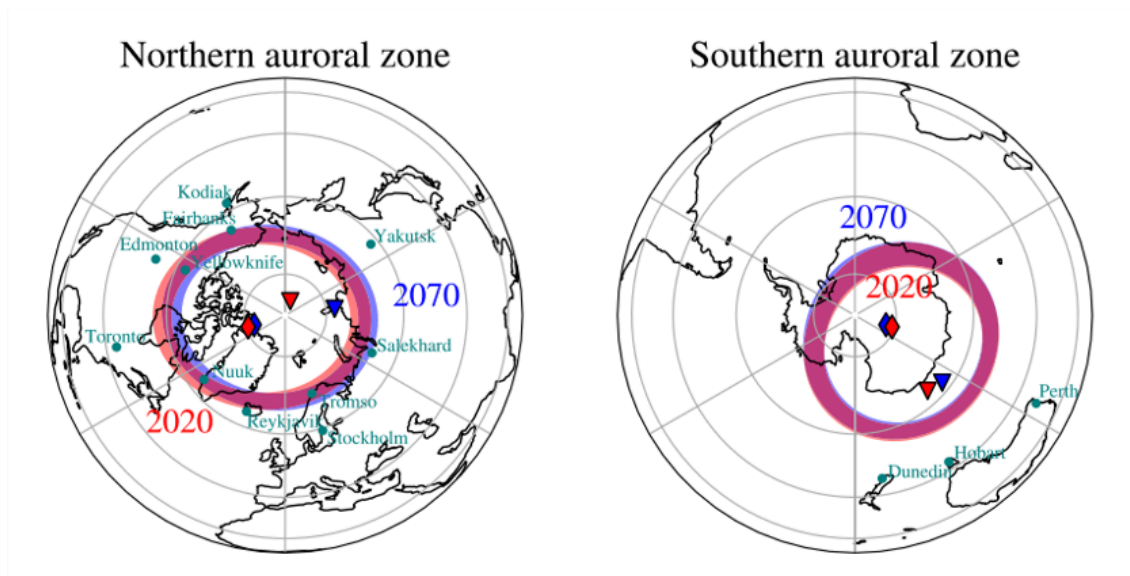 Northern auroral zone
Kodiak
Fairbanks
Edmonton
Yellowknife
Yakutsk
2070
Toronto
Salekhard
Nuuk
2020
Tromso
Reykjavik
Stockholm
Southern auroral zone
2070
2020
Perth
Hobart
Dunedin